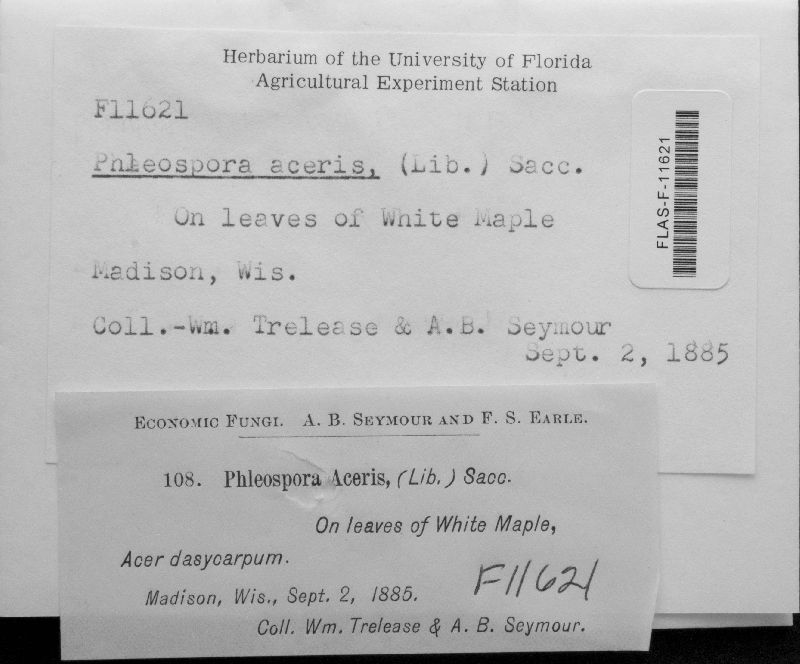 Herbarium of the University of Florida
Agricultural Experiment Station
F11621
Phleospora aceris, (Lib.) Sacc.
On leaves of White Maple
Madison, Wis.
Coll.-Wm. Trelease & A.B. Seymour
Sept. 2, 1885
FLAS-F-11621
ECONOMIC FUNGI. A. B. SEYMOUR AND F. S. EARLE.
108. Phleospora Aceris, (Lib.) Sacc.
On leaves of White Maple,
Acer dasycarpum.
Madison, Wis., Sept. 2, 1885.
F11621
Coll. Wm. Trelease & A. B. Seymour.